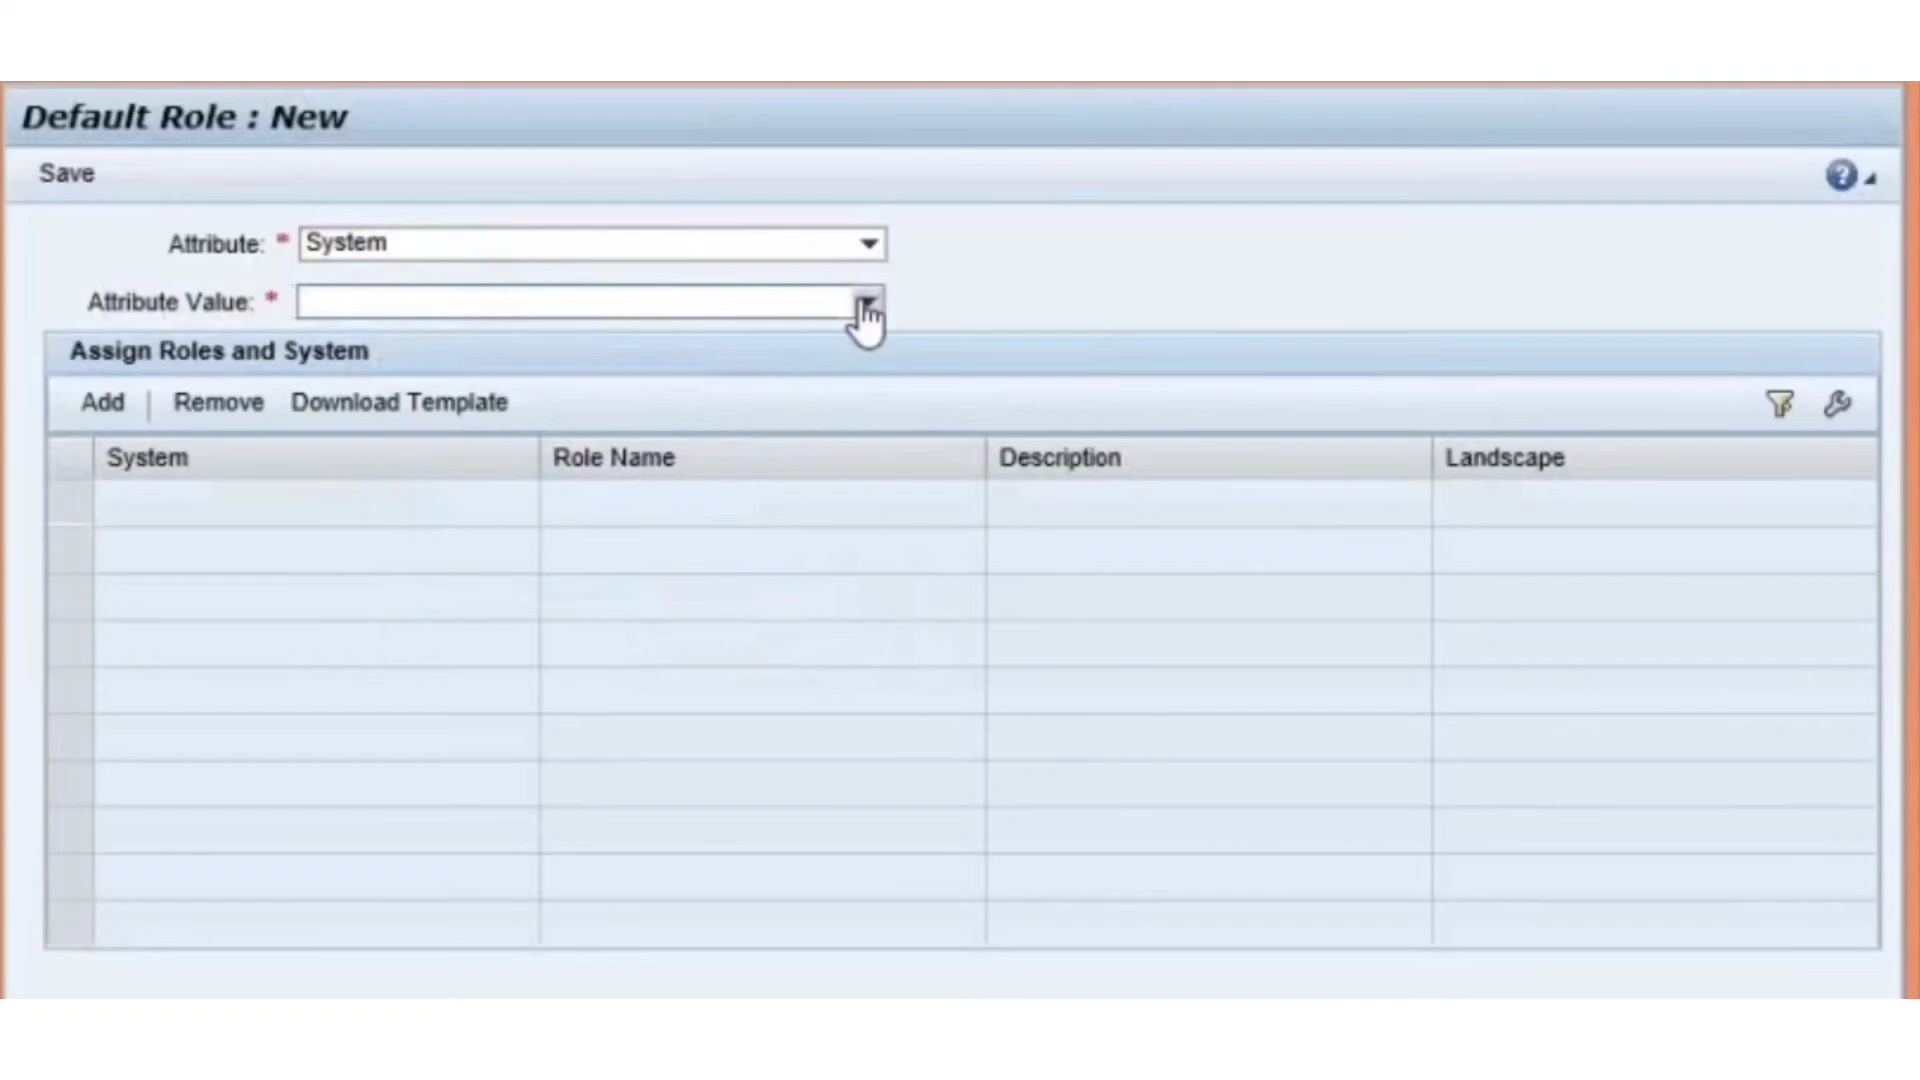 Default Role : New
Save
Attribute: * System
Attribute Value: *
Assign Roles and System
Add Remove Download Template
System Role Name Description Landscape